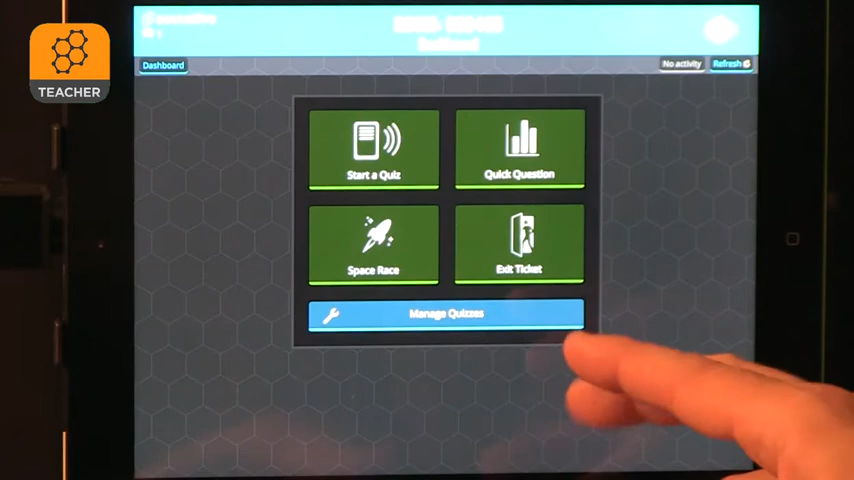 TEACHER
Dashboard
No activity
Refresh
Start a Quiz
Quick Question
Space Race
Exit Ticket
Manage Quizzes